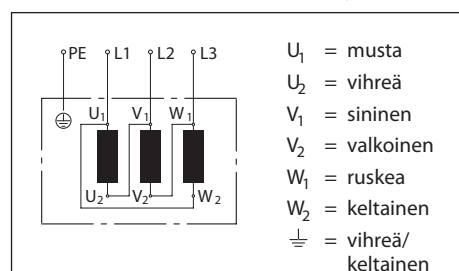 PE L1 L2 L3
U₁ V₁ W₁
U₂ V₂ W₂
U₁ = musta
U₂ = vihreä
V₁ = sininen
V₂ = valkoinen
W₁ = ruskea
W₂ = keltainen
⏚ = vihreä/
keltainen